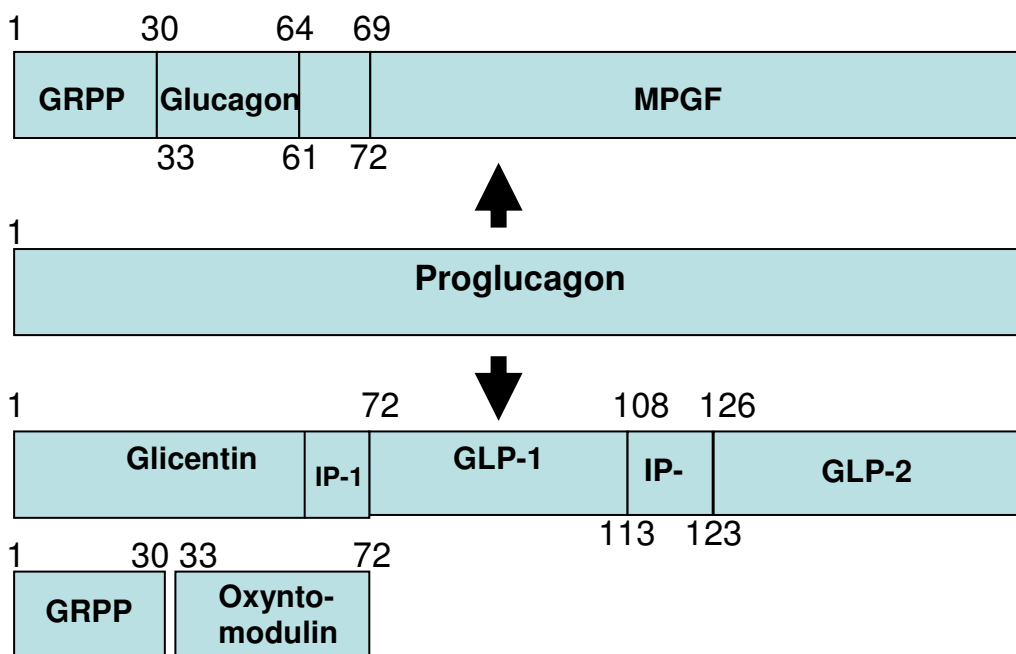 1 30 64 69
GRPP Glucagon MPGF
33 61 72
1
Proglucagon
1 72 108 126
Glicentin IP-1 GLP-1 IP- GLP-2
113 123
1 30 33 72
GRPP Oxynto-
modulin